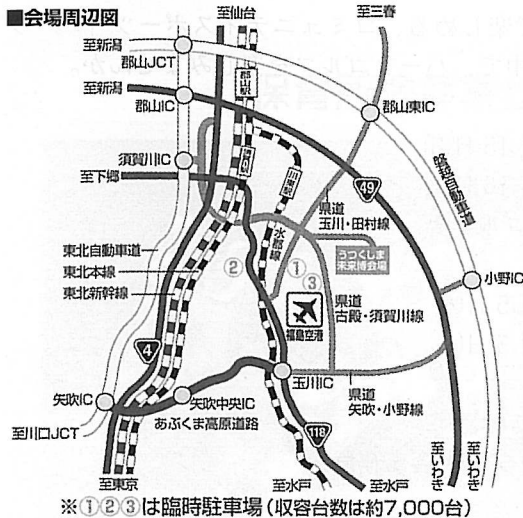 ■会場周辺図
至仙台
至三春
至新潟
郡山JCT
郡山駅
至新潟
郡山IC
郡山東IC
須賀川IC
須賀川駅
川東駅
至下郷
49
磐越自動車道
県道
玉川・田村線
水郡線
東北自動車道
東北本線
東北新幹線
②
①
③
うつくしま
未来博会場
小野IC
福島空港
県道
古殿・須賀川線
4
玉川IC
矢吹IC
矢吹中央IC
あぶくま高原道路
県道
矢吹・小野線
至川口JCT
118
至東京
至水戸
至水戸
至いわき
至いわき
※①②③は臨時駐車場(収容台数は約7,000台)